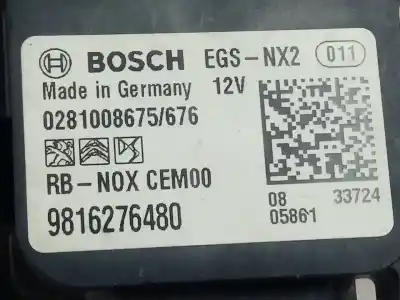 BOSCH EGS-NX2 011
Made in Germany 12V
0281008675/676
RB-NOX CEM00
9816276480
08 33724
05861